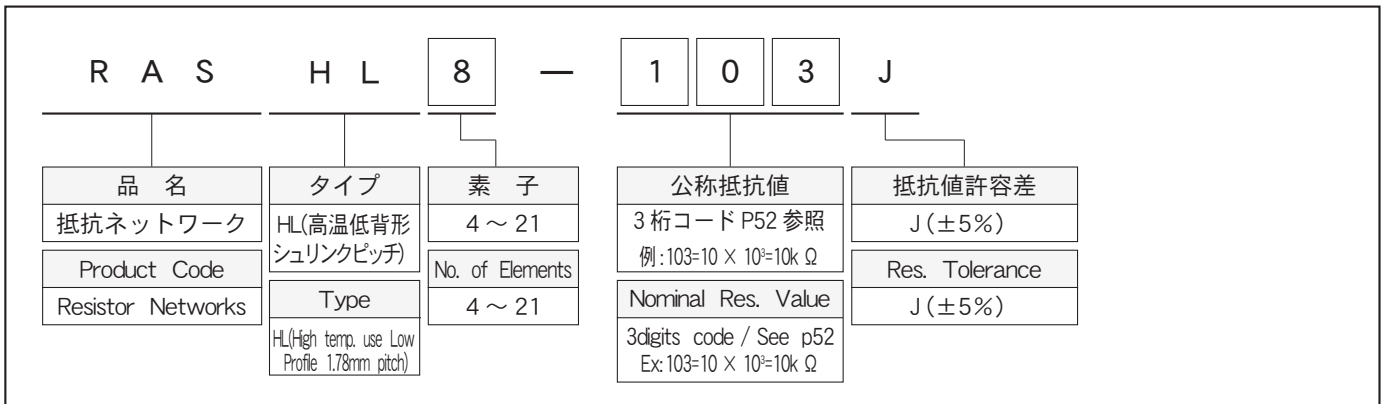 R A S H L 8 — 1 0 3 J
品 名
抵抗ネットワーク
Product Code
Resistor Networks
タイプ
HL(高温低背形
シュリンクピッチ)
Type
HL(High temp. use Low
Profile 1.78mm pitch)
素 子
4～21
No. of Elements
4～21
公称抵抗値
3桁コード P52 参照
例:103=10 × 10³=10k Ω
Nominal Res. Value
3digits code / See p52
Ex: 103=10 × 10³=10k Ω
抵抗値許容差
J(±5%)
Res. Tolerance
J(±5%)